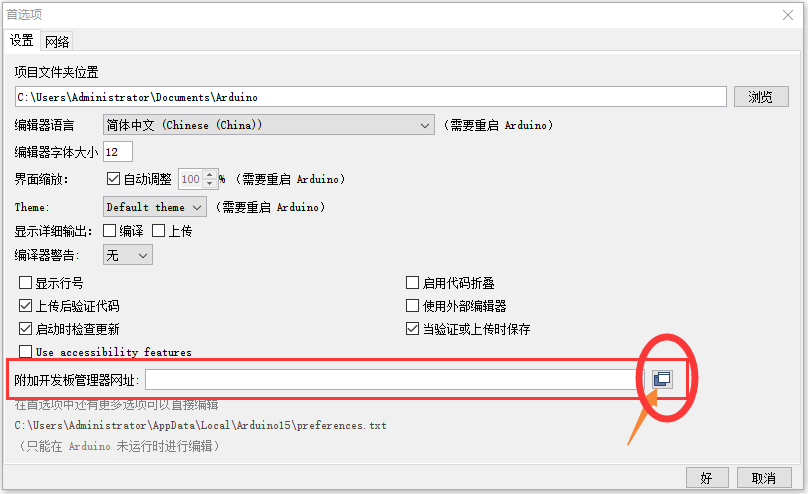 首选项
设置 网络
项目文件夹位置
C:\Users\Administrator\Documents\Arduino 浏览
编辑器语言 简体中文 (Chinese (China)) （需要重启 Arduino）
编辑器字体大小 12
界面缩放： 自动调整 100 % （需要重启 Arduino）
Theme: Default theme （需要重启 Arduino）
显示详细输出： 编译 上传
编译器警告: 无
显示行号 启用代码折叠
上传后验证代码 使用外部编辑器
启动时检查更新 当验证或上传时保存
Use accessibility features
附加开发板管理器网址:
在首选项中还有更多选项可以直接编辑
C:\Users\Administrator\AppData\Local\Arduino15\preferences.txt
（只能在 Arduino 未运行时进行编辑）
好 取消